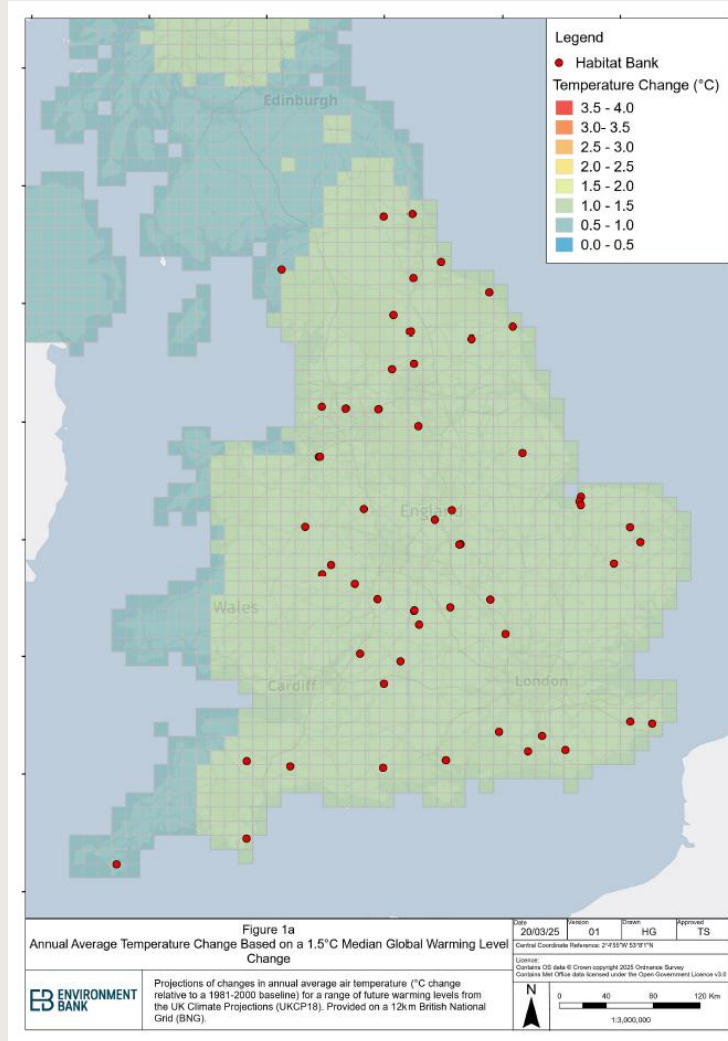 Legend
Habitat Bank
Temperature Change (°C)
3.5 - 4.0
3.0- 3.5
2.5 - 3.0
2.0 - 2.5
1.5 - 2.0
1.0 - 1.5
0.5 - 1.0
0.0 - 0.5
Edinburgh
England
Wales
Cardiff
London
Figure 1a
Annual Average Temperature Change Based on a 1.5°C Median Global Warming Level
Change
Date
20/03/25
Version
01
Drawn
HG
Approved
TS
Central Coordinate Reference:
Licence:
Contains OS data © Crown copyright 2025 Ordnance Survey
Contains Met Office data licensed under the Open Government Licence v3.0
EB ENVIRONMENT
BANK
Projections of changes in annual average air temperature (°C change
relative to a 1981-2000 baseline) for a range of future warming levels from
the UK Climate Projections (UKCP18). Provided on a 12km British National
Grid (BNG).
N
0 40 80 120 Km
1:3,000,000